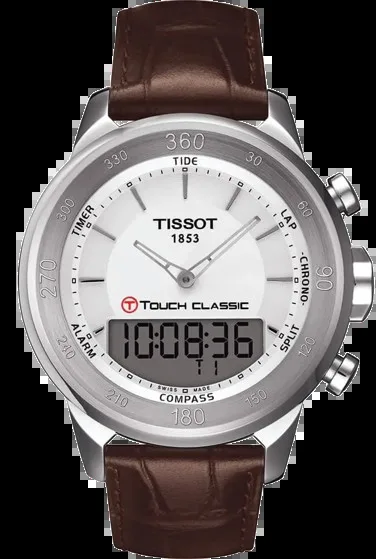 360
330
30
TIDE
300
60
TIMER
LAP
TISSOT
1853
270
CHRONO
90
T TOUCH CLASSIC
10:08:36
T1
ALARM
SPLIT
240
120
SWISS MADE
COMPASS
210
150
180